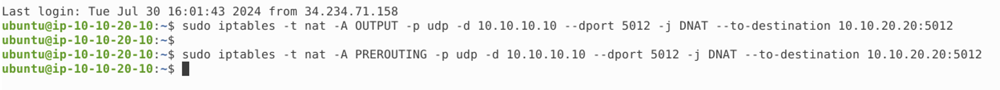 Last login: Tue Jul 30 16:01:43 2024 from 34.234.71.158
ubuntu@ip-10-10-20-10:~$ sudo iptables -t nat -A OUTPUT -p udp -d 10.10.10.10 --dport 5012 -j DNAT --to-destination 10.10.20.20:5012
ubuntu@ip-10-10-20-10:~$
ubuntu@ip-10-10-20-10:~$ sudo iptables -t nat -A PREROUTING -p udp -d 10.10.10.10 --dport 5012 -j DNAT --to-destination 10.10.20.20:5012
ubuntu@ip-10-10-20-10:~$